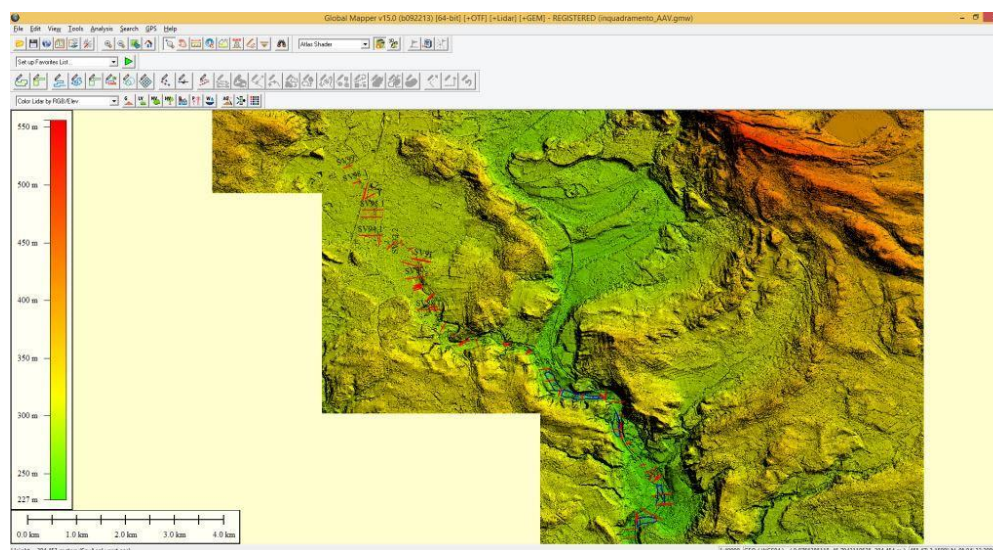 Global Mapper v15.0 (b092213) [64-bit] [+OTF] [+Lidar] [+GEM] - REGISTERED (inquadramento_AAV.gmw)
File Edit View Tools Analysis Search GPS Help
Atlas Shader
Set up Favorites List...
Color Lidar by RGB/Elev
550 m
500 m
450 m
400 m
350 m
300 m
250 m
227 m
0.0 km 1.0 km 2.0 km 3.0 km 4.0 km